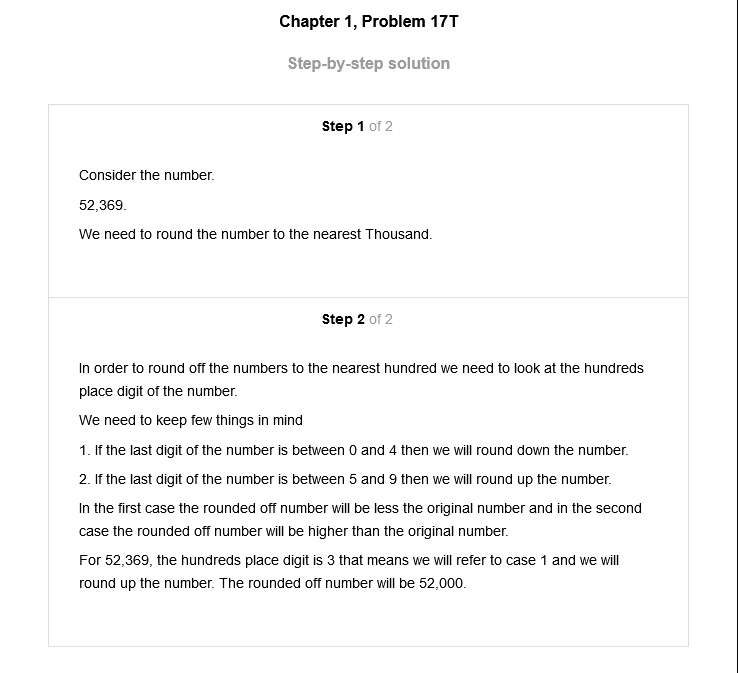 Chapter 1, Problem 17T
Step-by-step solution
Step 1 of 2
Consider the number.
52,369.
We need to round the number to the nearest Thousand.
Step 2 of 2
In order to round off the numbers to the nearest hundred we need to look at the hundreds
place digit of the number.
We need to keep few things in mind
1. If the last digit of the number is between 0 and 4 then we will round down the number.
2. If the last digit of the number is between 5 and 9 then we will round up the number.
In the first case the rounded off number will be less the original number and in the second
case the rounded off number will be higher than the original number.
For 52,369, the hundreds place digit is 3 that means we will refer to case 1 and we will
round up the number. The rounded off number will be 52,000.